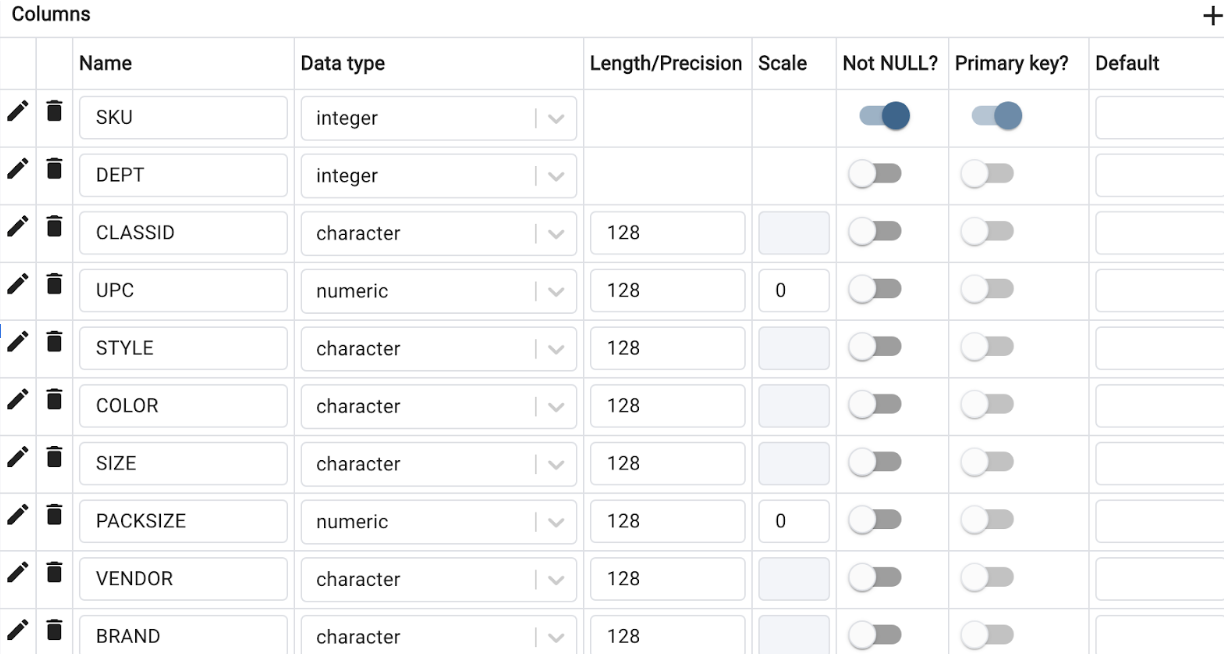 Columns
Name Data type Length/Precision Scale Not NULL? Primary key? Default
SKU integer
DEPT integer
CLASSID character 128
UPC numeric 128 0
STYLE character 128
COLOR character 128
SIZE character 128
PACKSIZE numeric 128 0
VENDOR character 128
BRAND character 128